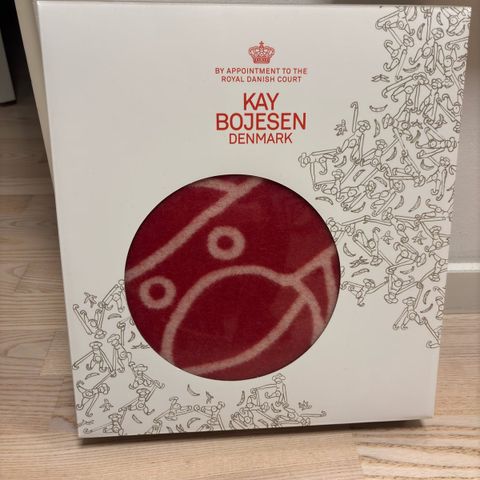 BY APPOINTMENT TO THE
ROYAL DANISH COURT
KAY
BOJESEN
DENMARK